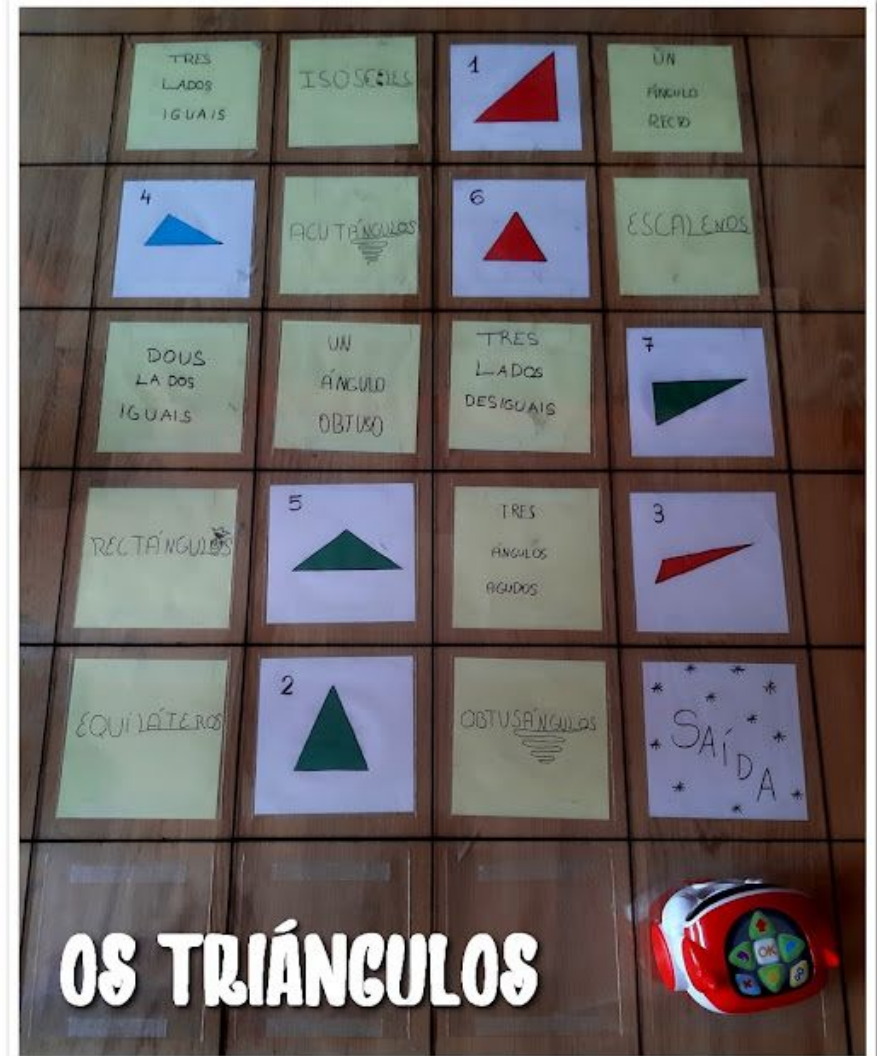 TRES
LADOS
IGUAIS
ISOSCELES
1
UN
ÁNGULO
RECTO
4
ACUTÁNGULOS
6
ESCALENOS
DOUS
LADOS
IGUAIS
UN
ÁNGULO
OBTUSO
TRES
LADOS
DESIGUAIS
7
RECTÁNGULOS
5
TRES
ÁNGULOS
AGUDOS
3
EQUILÁTEROS
2
OBTUSÁNGULOS
SAÍDA
OK
OS TRIÁNGULOS